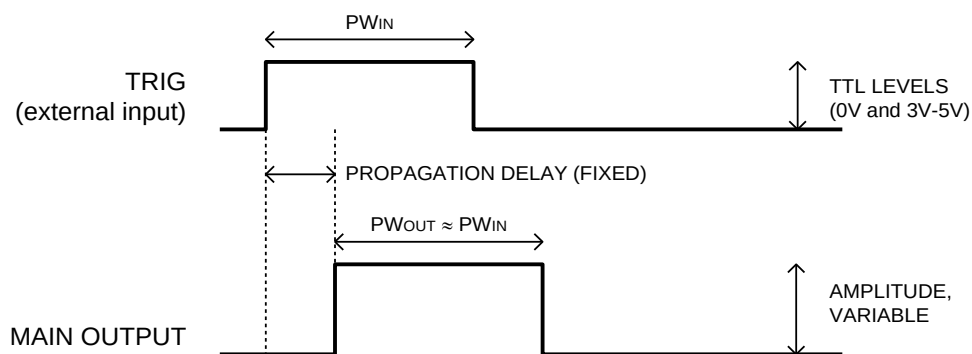 PWIN
TRIG
(external input)
TTL LEVELS
(0V and 3V-5V)
PROPAGATION DELAY (FIXED)
PWOUT ≈ PWIN
AMPLITUDE,
VARIABLE
MAIN OUTPUT